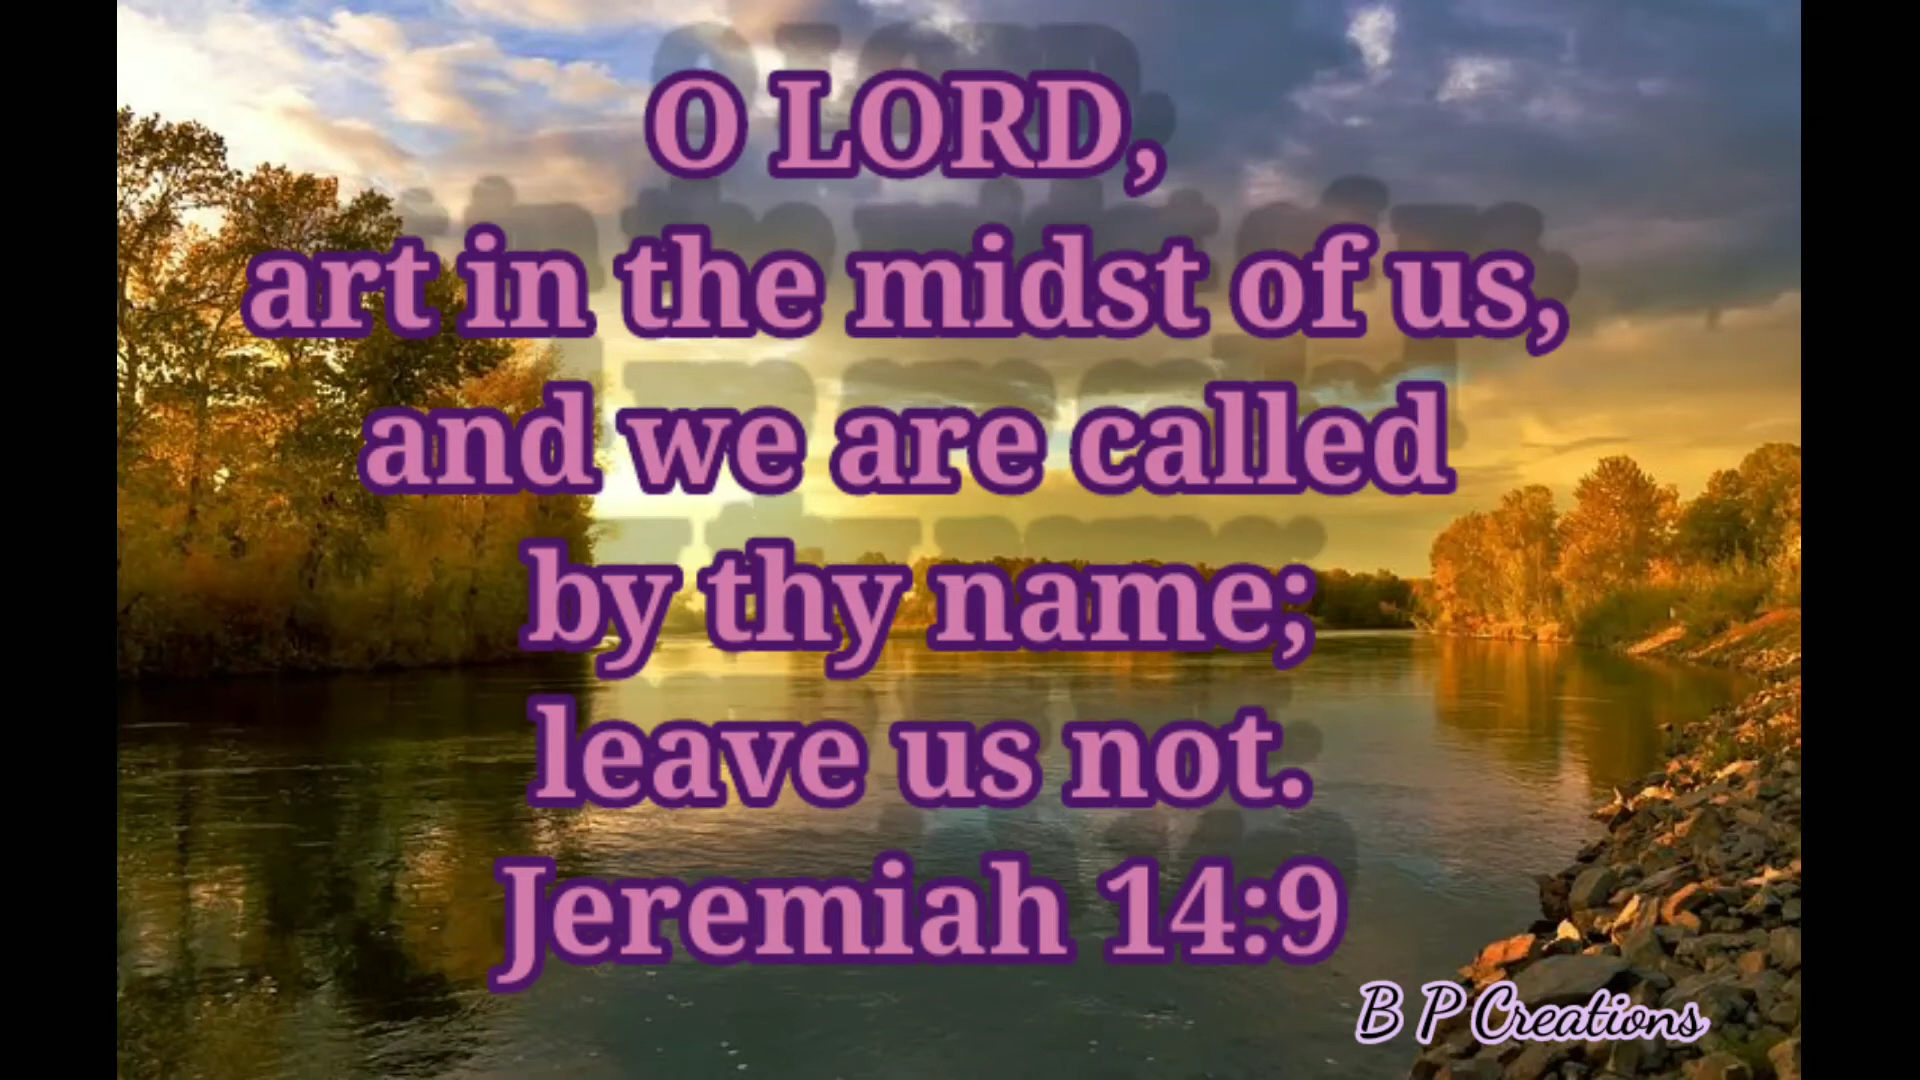 O LORD,
art in the midst of us,
and we are called
by thy name;
leave us not.
Jeremiah 14:9
B P Creations